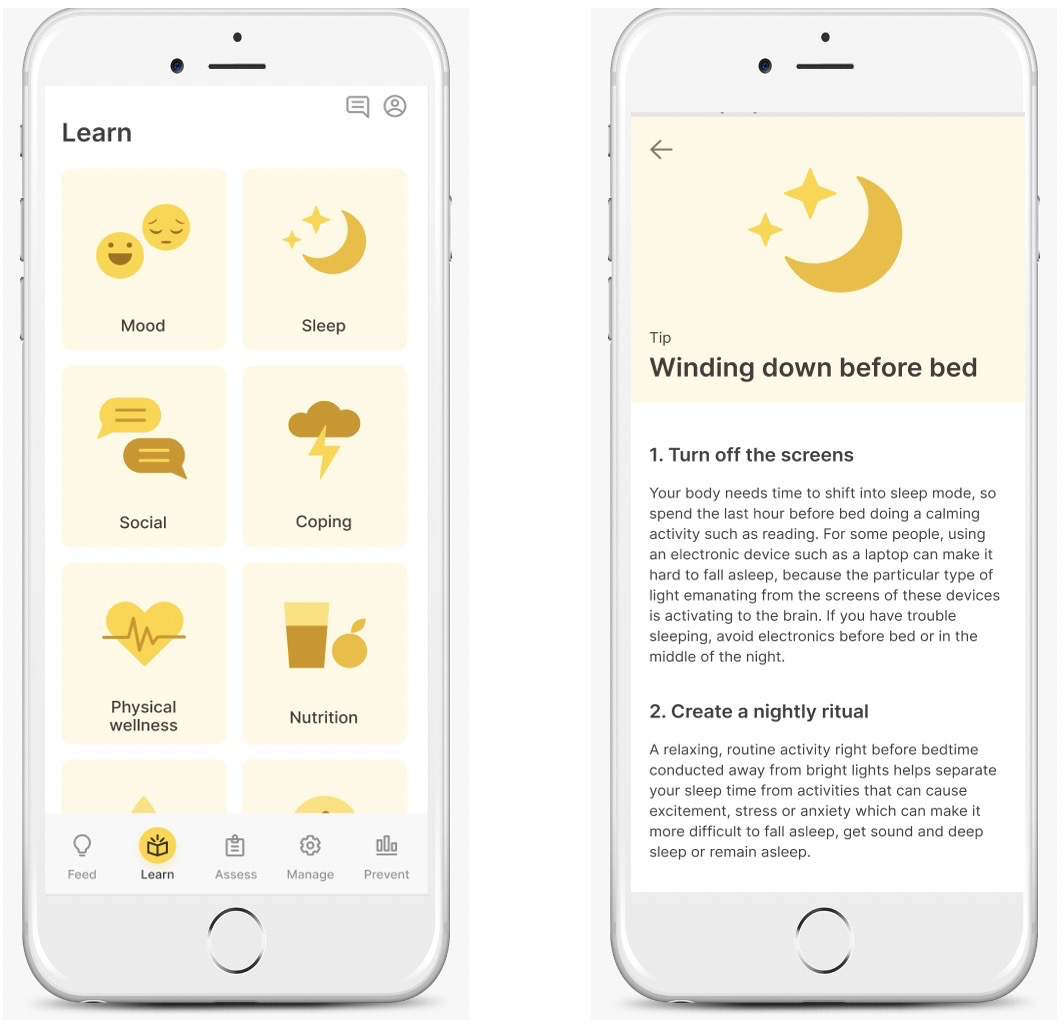 Learn
Mood
Sleep
Social
Coping
Physical
wellness
Nutrition
Feed
Learn
Assess
Manage
Prevent
Tip
Winding down before bed
1. Turn off the screens
Your body needs time to shift into sleep mode, so
spend the last hour before bed doing a calming
activity such as reading. For some people, using
an electronic device such as a laptop can make it
hard to fall asleep, because the particular type of
light emanating from the screens of these devices
is activating to the brain. If you have trouble
sleeping, avoid electronics before bed or in the
middle of the night.
2. Create a nightly ritual
A relaxing, routine activity right before bedtime
conducted away from bright lights helps separate
your sleep time from activities that can cause
excitement, stress or anxiety which can make it
more difficult to fall asleep, get sound and deep
sleep or remain asleep.